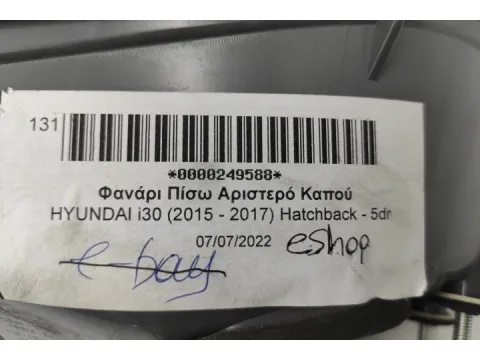 131
*0000249588*
Φανάρι Πίσω Αριστερό Καπού
HYUNDAI i30 (2015 - 2017) Hatchback - 5dr
07/07/2022 eshop
e-bay